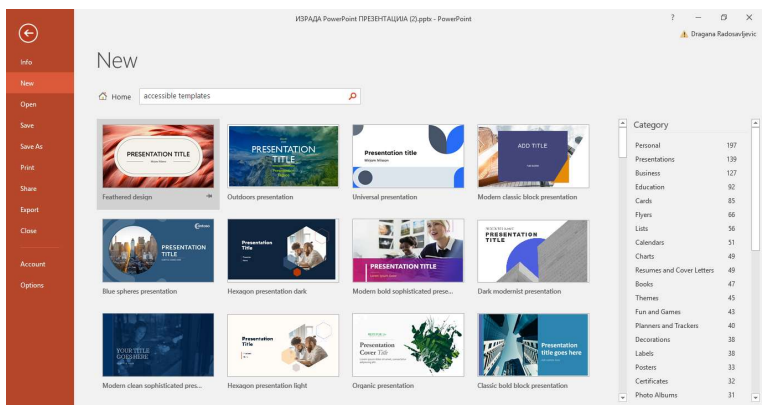 ИЗРАДА PowerPoint ПРЕЗЕНТАЦИЈА (2).pptx - PowerPoint
? — X
Dragana Radosavljevic
Info
New
Open
Save
Save As
Print
Share
Export
Close
Account
Options
New
Home
accessible templates
PRESENTATION TITLE
Feathered design
PRESENTATION
TITLE
Outdoors presentation
Presentation title
Mirjam Nilsson
Universal presentation
ADD TITLE
Modern classic block presentation
Contoso
PRESENTATION
TITLE
Blue spheres presentation
Presentation
Title
Hexagon presentation dark
PRESENTATION TITLE
Modern bold sophisticated prese...
PRESENTATION
TITLE
Dark modernist presentation
YOUR TITLE
GOES HERE
Modern clean sophisticated pres...
Presentation
Title
Hexagon presentation light
Presentation
Cover Title
Organic presentation
Presentation
title goes here
Classic bold block presentation
Category
Personal 197
Presentations 139
Business 127
Education 92
Cards 85
Flyers 66
Lists 56
Calendars 51
Charts 49
Resumes and Cover Letters 49
Books 47
Themes 45
Fun and Games 43
Planners and Trackers 40
Decorations 38
Labels 38
Posters 33
Certificates 32
Photo Albums 31